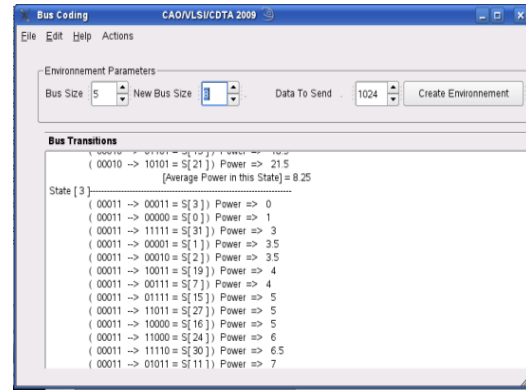 Bus Coding CAO/VLSI/CDTA 2009
File Edit Help Actions
Environnement Parameters
Bus Size 5 New Bus Size Data To Send 1024 Create Environnement
Bus Transitions
( 00010 --> 10101 = S[ 21 ] ) Power => 21.5
[Average Power in this State] = 8.25
State [ 3 ]
( 00011 --> 00011 = S[ 3 ] ) Power => 0
( 00011 --> 00000 = S[ 0 ] ) Power => 1
( 00011 --> 11111 = S[ 31 ] ) Power => 3
( 00011 --> 00001 = S[ 1 ] ) Power => 3.5
( 00011 --> 00010 = S[ 2 ] ) Power => 3.5
( 00011 --> 10011 = S[ 19 ] ) Power => 4
( 00011 --> 00111 = S[ 7 ] ) Power => 4
( 00011 --> 01111 = S[ 15 ] ) Power => 5
( 00011 --> 11011 = S[ 27 ] ) Power => 5
( 00011 --> 10000 = S[ 16 ] ) Power => 5
( 00011 --> 11000 = S[ 24 ] ) Power => 6
( 00011 --> 11110 = S[ 30 ] ) Power => 6.5
( 00011 --> 01011 = S[ 11 ] ) Power => 7